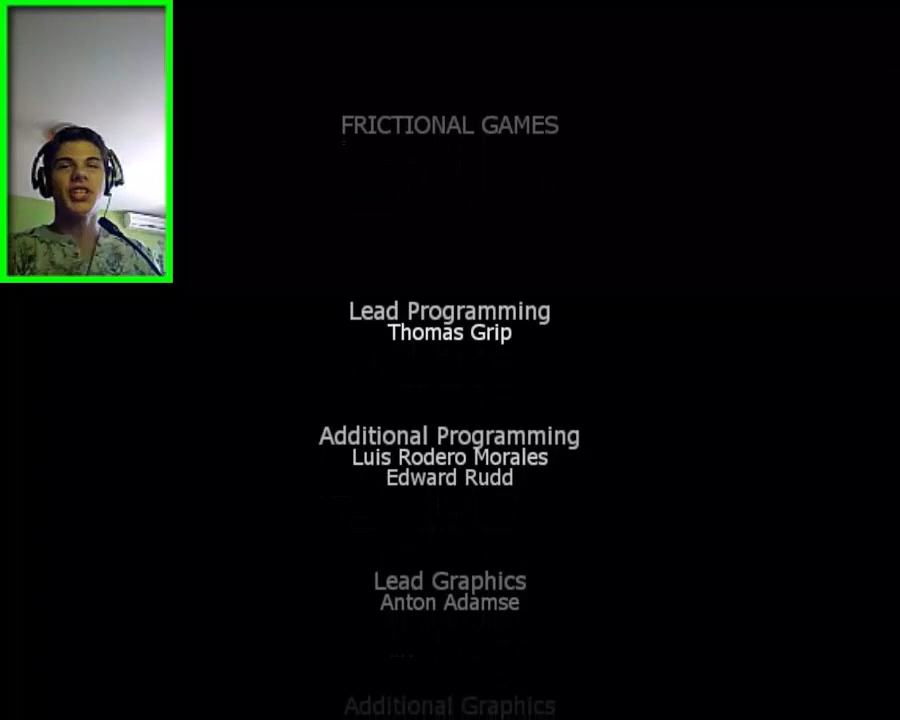 FRICTIONAL GAMES
Lead Programming
Thomas Grip
Additional Programming
Luis Rodero Morales
Edward Rudd
Lead Graphics
Anton Adamse
Additional Graphics